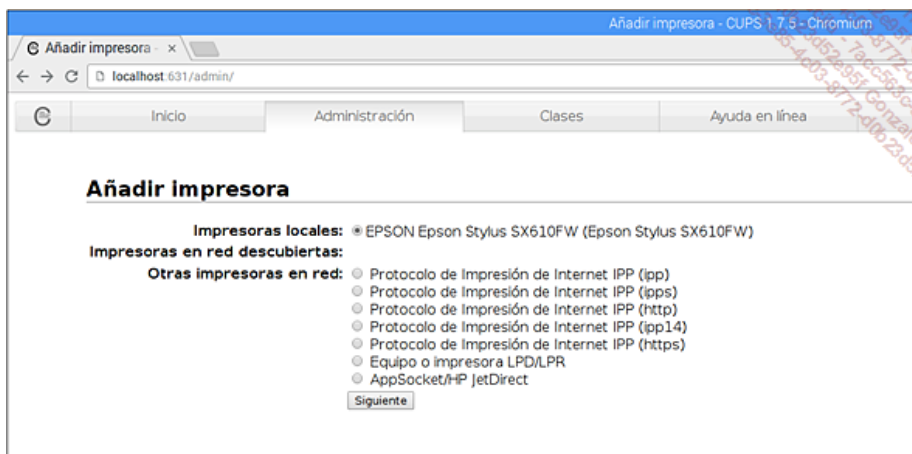 Añadir impresora - CUPS 1.7.5 - Chromium
Añadir impresora -
localhost:631/admin/
Inicio
Administración
Clases
Ayuda en línea
Añadir impresora
Impresoras locales: EPSON Epson Stylus SX610FW (Epson Stylus SX610FW)
Impresoras en red descubiertas:
Otras impresoras en red: Protocolo de Impresión de Internet IPP (ipp)
Protocolo de Impresión de Internet IPP (ipps)
Protocolo de Impresión de Internet IPP (http)
Protocolo de Impresión de Internet IPP (ipp14)
Protocolo de Impresión de Internet IPP (https)
Equipo o impresora LPD/LPR
AppSocket/HP JetDirect
Siguiente